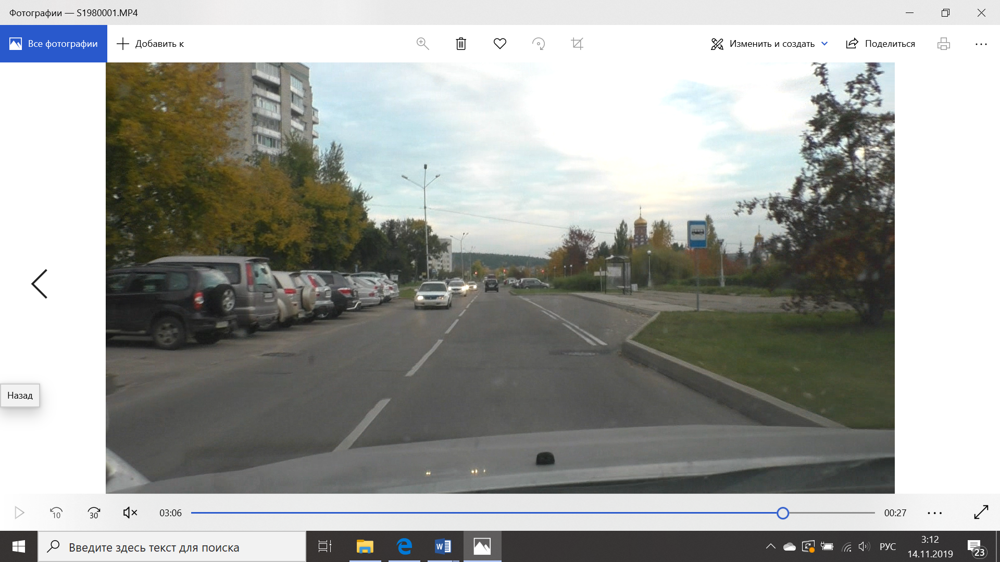 Фотографии — S1980001.MP4
Все фотографии
Добавить к
Изменить и создать
Поделиться
Назад
10
30
03:06
00:27
Введите здесь текст для поиска
W
РУС
3:12
14.11.2019
23